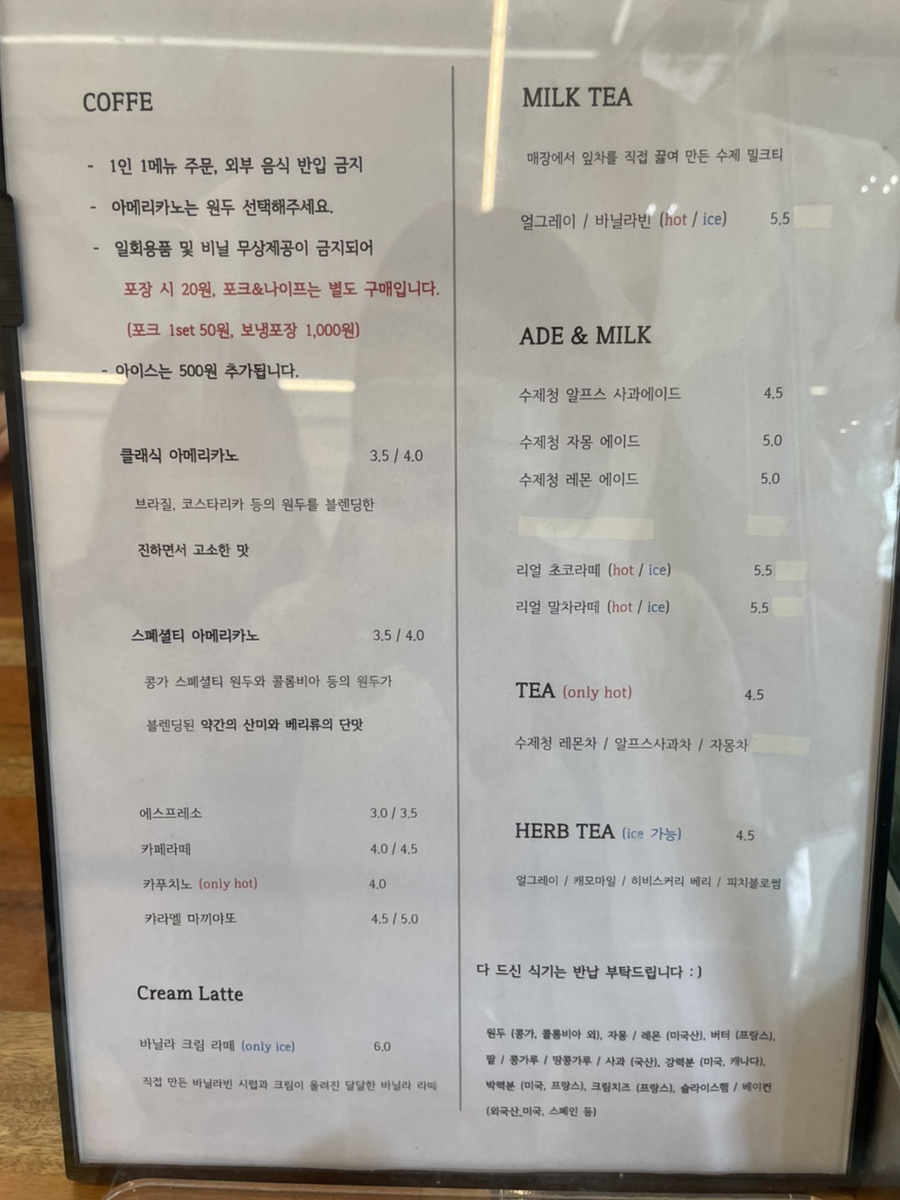 COFFE
- 1인 1메뉴 주문, 외부 음식 반입 금지
- 아메리카노는 원두 선택해주세요.
- 일회용품 및 비닐 무상제공이 금지되어
포장 시 20원, 포크&나이프는 별도 구매입니다.
(포크 1set 50원, 보냉포장 1,000원)
- 아이스는 500원 추가됩니다.
클래식 아메리카노 3.5 / 4.0
브라질, 코스타리카 등의 원두를 블렌딩한
진하면서 고소한 맛
스페셜티 아메리카노 3.5 / 4.0
콩가 스페셜티 원두와 콜롬비아 등의 원두가
블렌딩된 약간의 산미와 베리류의 단맛
에스프레소 3.0 / 3.5
카페라떼 4.0 / 4.5
카푸치노 (only hot) 4.0
캬라멜 마끼야또 4.5 / 5.0
Cream Latte
바닐라 크림 라떼 (only ice) 6.0
직접 만든 바닐라빈 시럽과 크림이 올려진 달달한 바닐라 라떼
MILK TEA
매장에서 잎차를 직접 끓여 만든 수제 밀크티
얼그레이 / 바닐라빈 (hot / ice) 5.5
ADE & MILK
수제청 알프스 사과에이드 4.5
수제청 자몽 에이드 5.0
수제청 레몬 에이드 5.0
리얼 초코라떼 (hot / ice) 5.5
리얼 말차라떼 (hot / ice) 5.5
TEA (only hot) 4.5
수제청 레몬차 / 알프스사과차 / 자몽차
HERB TEA (ice 가능) 4.5
얼그레이 / 캐모마일 / 히비스커리 베리 / 피치블로썸
다 드신 식기는 반납 부탁드립니다 : )
원두 (콩가, 콜롬비아 외), 자몽 / 레몬 (미국산), 버터 (프랑스),
팥 / 콩가루 / 땅콩가루 / 사과 (국산), 강력분 (미국, 캐나다),
박력분 (미국, 프랑스), 크림치즈 (프랑스), 슬라이스햄 / 베이컨
(외국산_미국, 스페인 등)